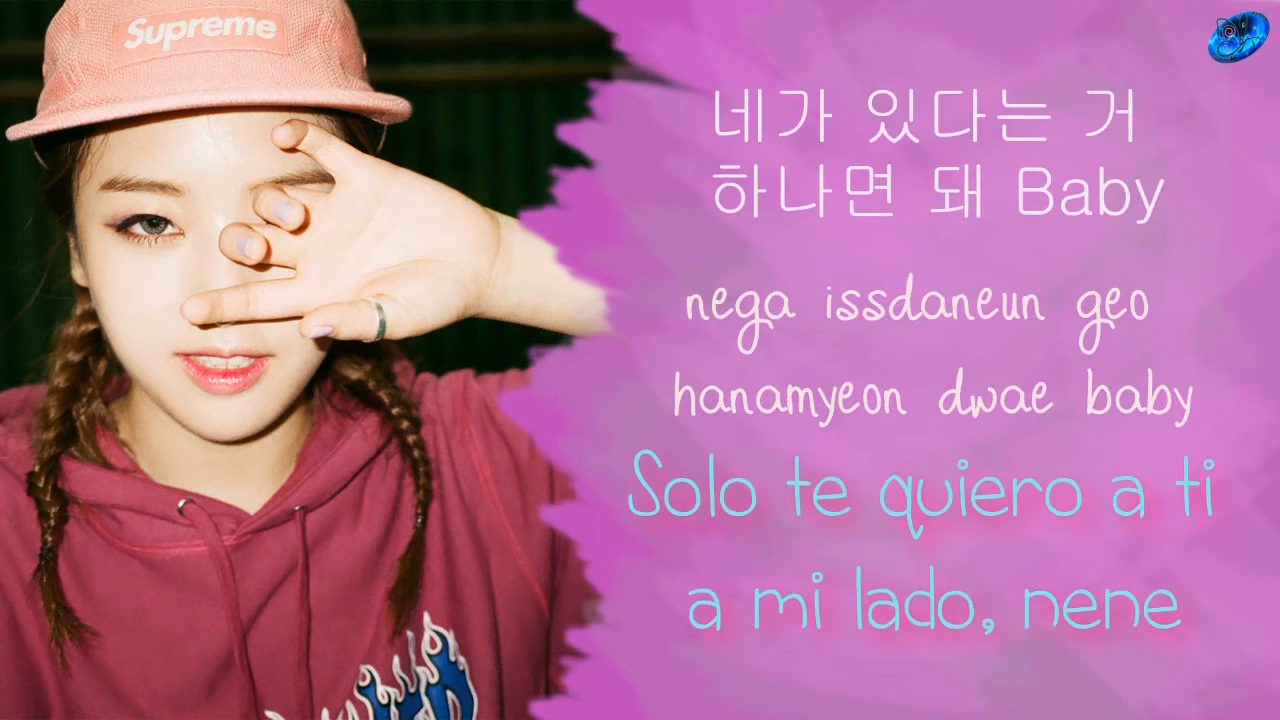 Supreme
네가 있다는 거
하나면 돼 Baby
nega issdaneun geo
hanamyeon dwae baby
Solo te quiero a ti
a mi lado, nene